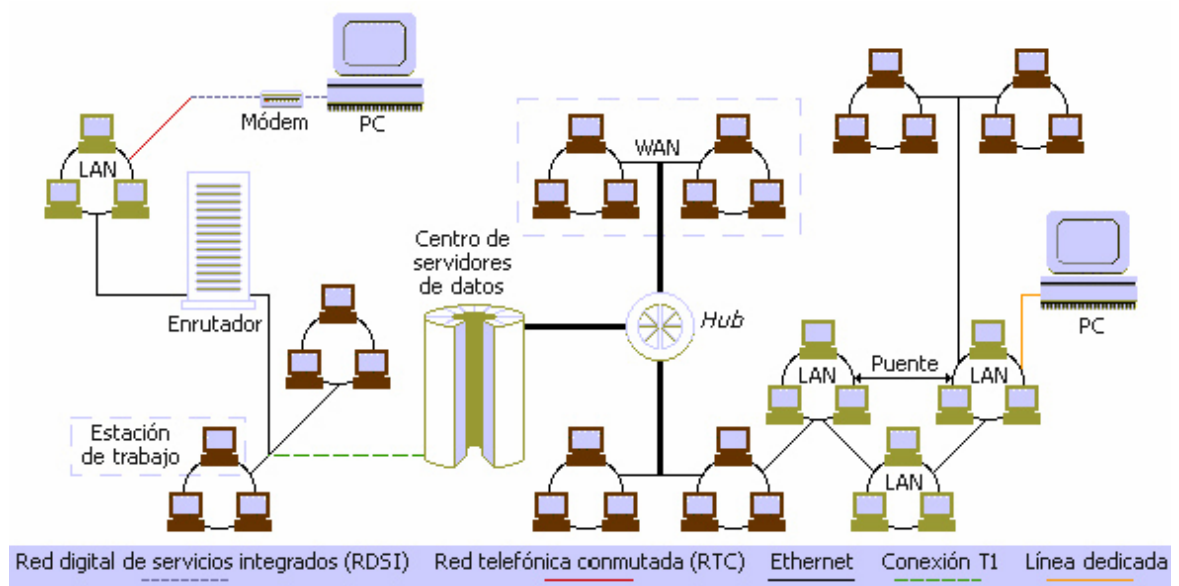 Módem
PC
LAN
WAN
Centro de
servidores
de datos
Enrutador
Hub
PC
Puente
LAN
LAN
Estación
de trabajo
LAN
Red digital de servicios integrados (RDSI)
Red telefónica conmutada (RTC)
Ethernet
Conexión T1
Línea dedicada